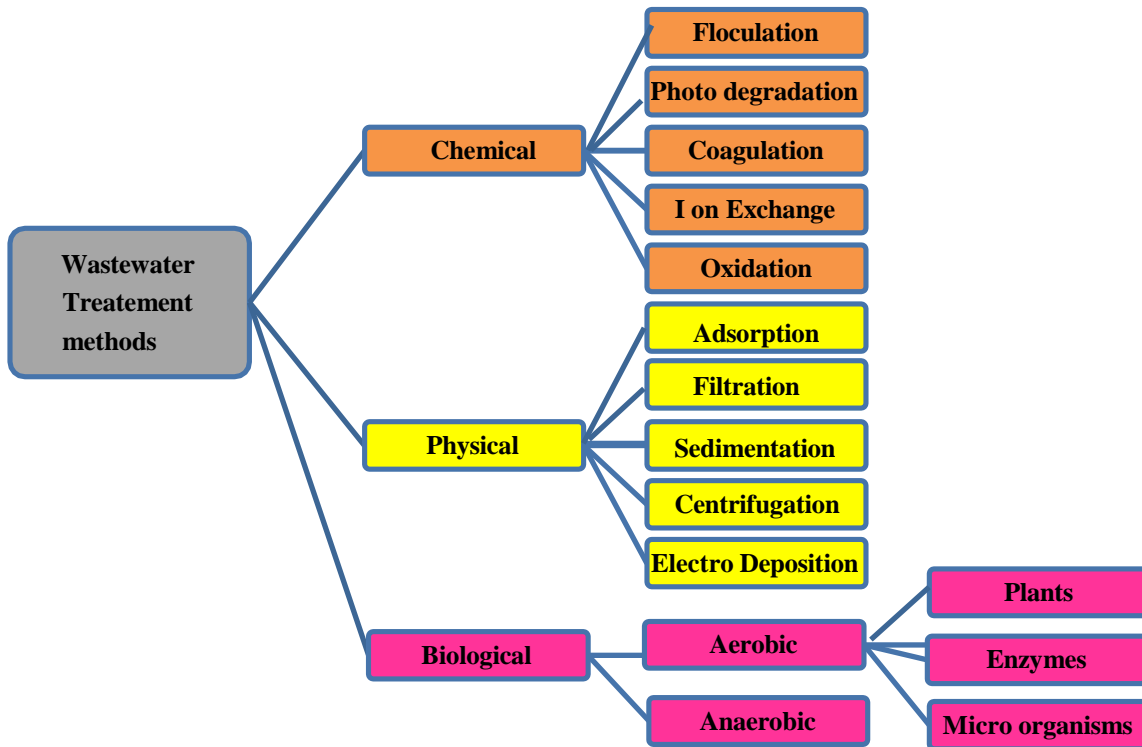 Wastewater
Treatement
methods
Chemical
Floculation
Photo degradation
Coagulation
I on Exchange
Oxidation
Physical
Adsorption
Filtration
Sedimentation
Centrifugation
Electro Deposition
Biological
Aerobic
Anaerobic
Plants
Enzymes
Micro organisms